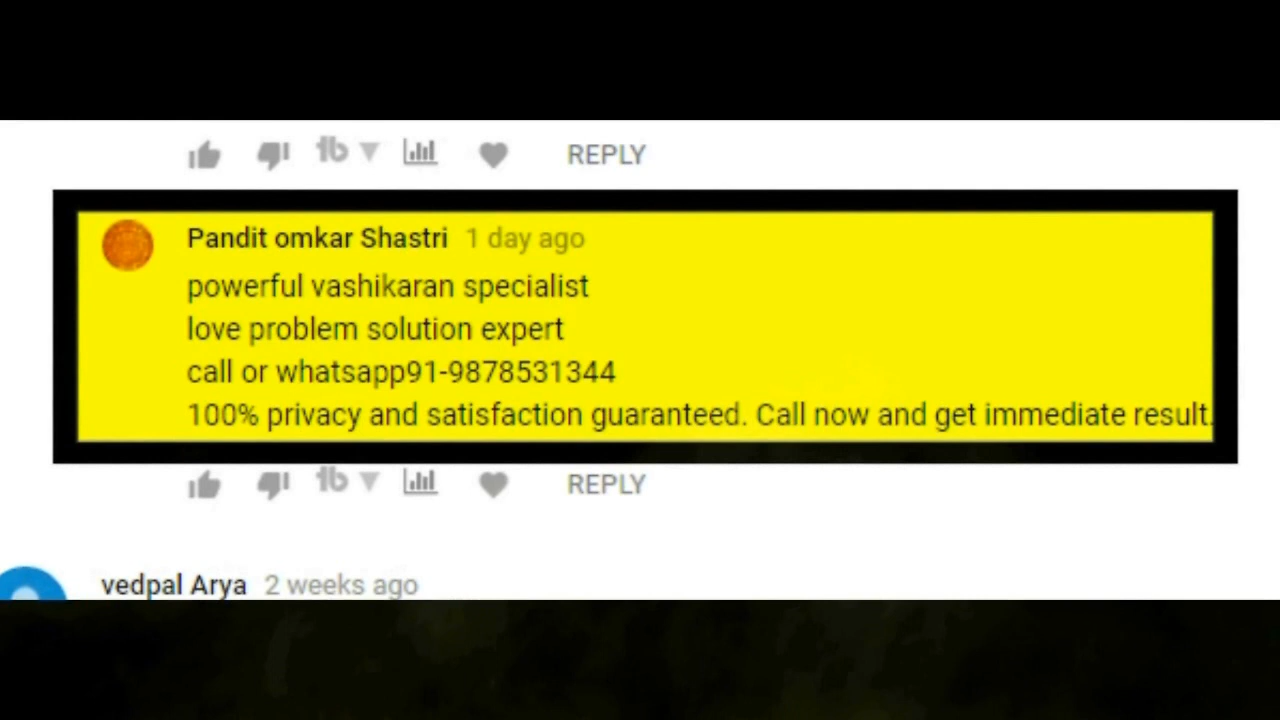 REPLY
Pandit omkar Shastri 1 day ago
powerful vashikaran specialist
love problem solution expert
call or whatsapp91-9878531344
100% privacy and satisfaction guaranteed. Call now and get immediate result.
REPLY
vedpal Arya 2 weeks ago